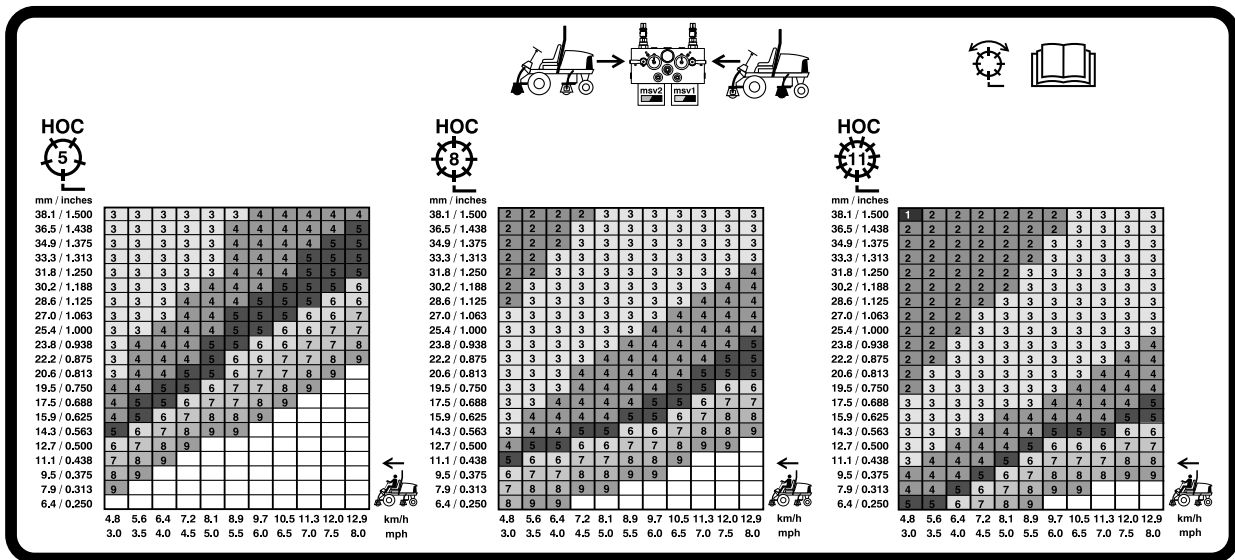 msv2 msv1
HOC
5
mm / inches
38.1 / 1.500 3 3 3 3 3 3 4 4 4 4 4
36.5 / 1.438 3 3 3 3 3 4 4 4 4 4 5
34.9 / 1.375 3 3 3 3 3 4 4 4 4 5 5
33.3 / 1.313 3 3 3 3 3 4 4 4 5 5 5
31.8 / 1.250 3 3 3 3 3 4 4 4 5 5 5
30.2 / 1.188 3 3 3 3 4 4 4 5 5 5 6
28.6 / 1.125 3 3 3 4 4 4 5 5 5 6 6
27.0 / 1.063 3 3 3 4 4 5 5 5 6 6 7
25.4 / 1.000 3 3 4 4 4 5 5 6 6 7 7
23.8 / 0.938 3 3 4 4 5 5 6 6 7 7 8
22.2 / 0.875 3 4 4 4 5 6 6 7 7 8 9
20.6 / 0.813 3 4 4 5 5 6 7 7 8 9
19.5 / 0.750 4 4 5 5 6 7 7 8 9
17.5 / 0.688 4 5 5 6 7 7 8 9
15.9 / 0.625 4 5 6 7 7 8 9
14.3 / 0.563 5 6 7 8 8 9
12.7 / 0.500 6 7 8 9
11.1 / 0.438 7 8 9
9.5 / 0.375 8 9
7.9 / 0.313 9
6.4 / 0.250
4.8 5.6 6.4 7.2 8.1 8.9 9.7 10.5 11.3 12.0 12.9 km/h
3.0 3.5 4.0 4.5 5.0 5.5 6.0 6.5 7.0 7.5 8.0 mph
HOC
8
mm / inches
38.1 / 1.500 2 2 2 2 3 3 3 3 3 3 3
36.5 / 1.438 2 2 2 3 3 3 3 3 3 3 3
34.9 / 1.375 2 2 2 3 3 3 3 3 3 3 3
33.3 / 1.313 2 2 3 3 3 3 3 3 3 3 3
31.8 / 1.250 2 2 3 3 3 3 3 3 3 3 4
30.2 / 1.188 2 3 3 3 3 3 3 3 3 3 4
28.6 / 1.125 2 3 3 3 3 3 3 3 3 4 4
27.0 / 1.063 3 3 3 3 3 3 3 3 4 4 4
25.4 / 1.000 3 3 3 3 3 3 3 4 4 4 4
23.8 / 0.938 3 3 3 3 3 3 4 4 4 4 5
22.2 / 0.875 3 3 3 3 4 4 4 4 4 5 5
20.6 / 0.813 3 3 3 4 4 4 4 4 5 5 5
19.5 / 0.750 3 3 3 4 4 4 4 5 5 6 6
17.5 / 0.688 3 3 4 4 4 4 5 5 6 6 7
15.9 / 0.625 3 4 4 4 4 5 5 6 7 7 8
14.3 / 0.563 3 4 4 5 5 6 6 7 7 8 8
12.7 / 0.500 4 5 5 6 6 7 7 8 9 9
11.1 / 0.438 5 6 6 7 7 8 8 9
9.5 / 0.375 6 7 7 8 8 9 9
7.9 / 0.313 7 8 8 9 9
6.4 / 0.250 8 9 9
4.8 5.6 6.4 7.2 8.1 8.9 9.7 10.5 11.3 12.0 12.9 km/h
3.0 3.5 4.0 4.5 5.0 5.5 6.0 6.5 7.0 7.5 8.0 mph
HOC
11
mm / inches
38.1 / 1.500 1 2 2 2 2 2 2 3 3 3 3
36.5 / 1.438 2 2 2 2 2 2 2 3 3 3 3
34.9 / 1.375 2 2 2 2 2 2 3 3 3 3 3
33.3 / 1.313 2 2 2 2 2 2 3 3 3 3 3
31.8 / 1.250 2 2 2 2 2 3 3 3 3 3 3
30.2 / 1.188 2 2 2 2 2 3 3 3 3 3 3
28.6 / 1.125 2 2 2 2 3 3 3 3 3 3 3
27.0 / 1.063 2 2 2 3 3 3 3 3 3 3 3
25.4 / 1.000 2 2 2 3 3 3 3 3 3 3 3
23.8 / 0.938 2 2 3 3 3 3 3 3 3 3 4
22.2 / 0.875 2 2 3 3 3 3 3 3 3 4 4
20.6 / 0.813 2 3 3 3 3 3 3 3 3 4 4
19.5 / 0.750 2 3 3 3 3 3 3 4 4 4 4
17.5 / 0.688 3 3 3 3 3 3 4 4 4 4 5
15.9 / 0.625 3 3 3 3 4 4 4 4 4 5 5
14.3 / 0.563 3 3 3 4 4 4 5 5 5 6 6
12.7 / 0.500 3 3 4 4 4 5 6 6 6 7 7
11.1 / 0.438 3 4 4 4 5 6 6 7 7 8 8
9.5 / 0.375 4 4 4 5 6 7 7 8 8 9 9
7.9 / 0.313 4 4 5 6 7 8 9 9
6.4 / 0.250 5 5 6 7 8 9
4.8 5.6 6.4 7.2 8.1 8.9 9.7 10.5 11.3 12.0 12.9 km/h
3.0 3.5 4.0 4.5 5.0 5.5 6.0 6.5 7.0 7.5 8.0 mph